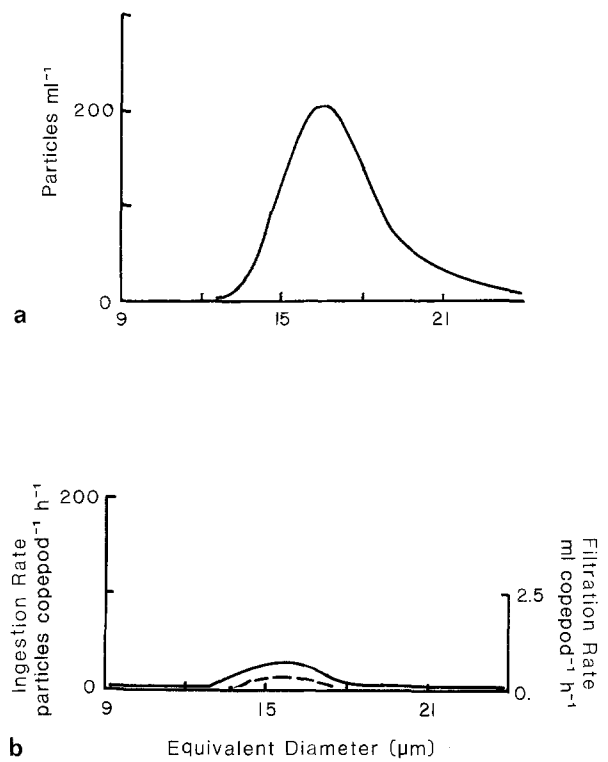 Particles ml⁻¹
200
0
9
15
21
a
Ingestion Rate
particles copepod⁻¹ h⁻¹
200
0
2.5
0.
Filtration Rate
ml copepod⁻¹ h⁻¹
9
15
21
b
Equivalent Diameter (μm)